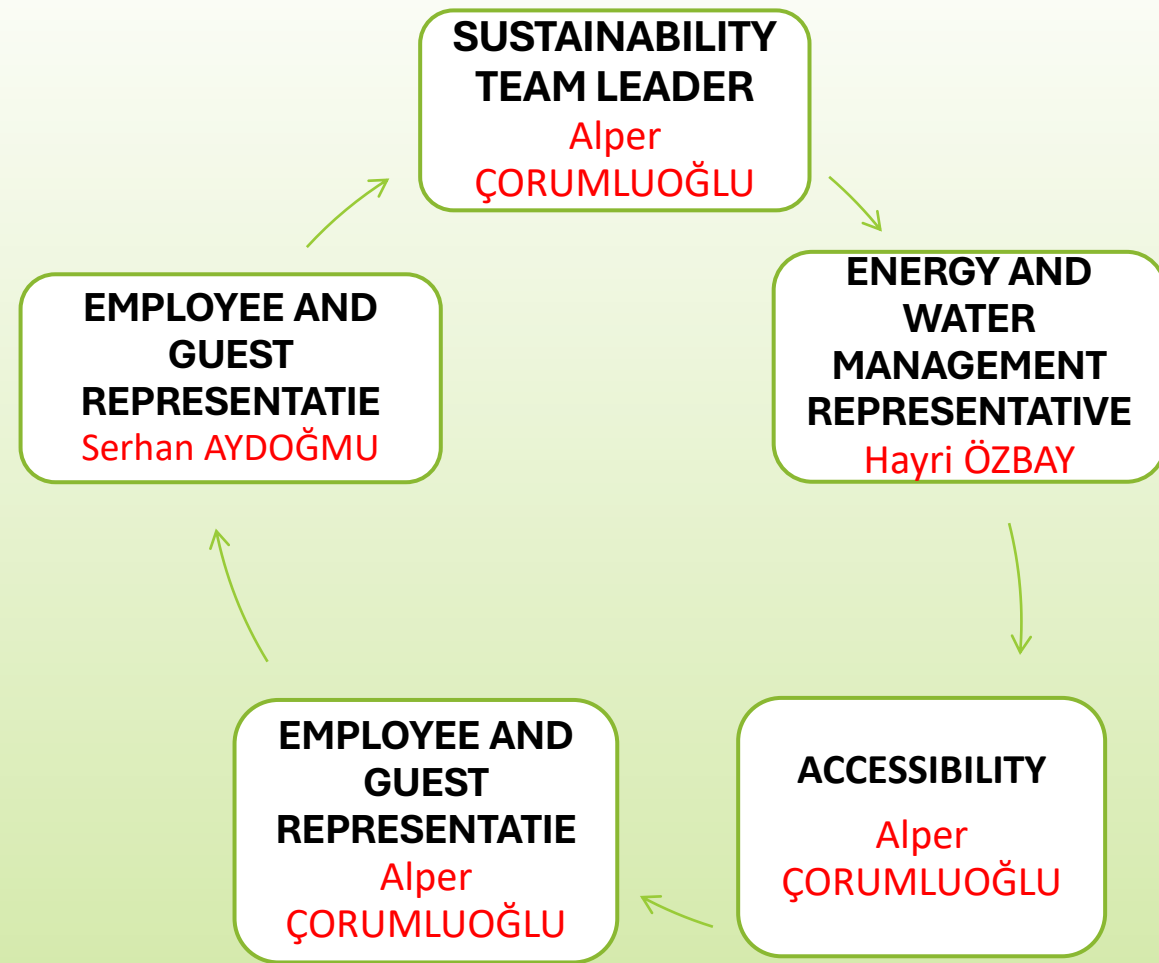 SUSTAINABILITY
TEAM LEADER
Alper
ÇORUMLUOĞLU
ENERGY AND
WATER
MANAGEMENT
REPRESENTATIVE
Hayri ÖZBAY
ACCESSIBILITY
Alper
ÇORUMLUOĞLU
EMPLOYEE AND
GUEST
REPRESENTATIE
Alper
ÇORUMLUOĞLU
EMPLOYEE AND
GUEST
REPRESENTATIE
Serhan AYDOĞMU